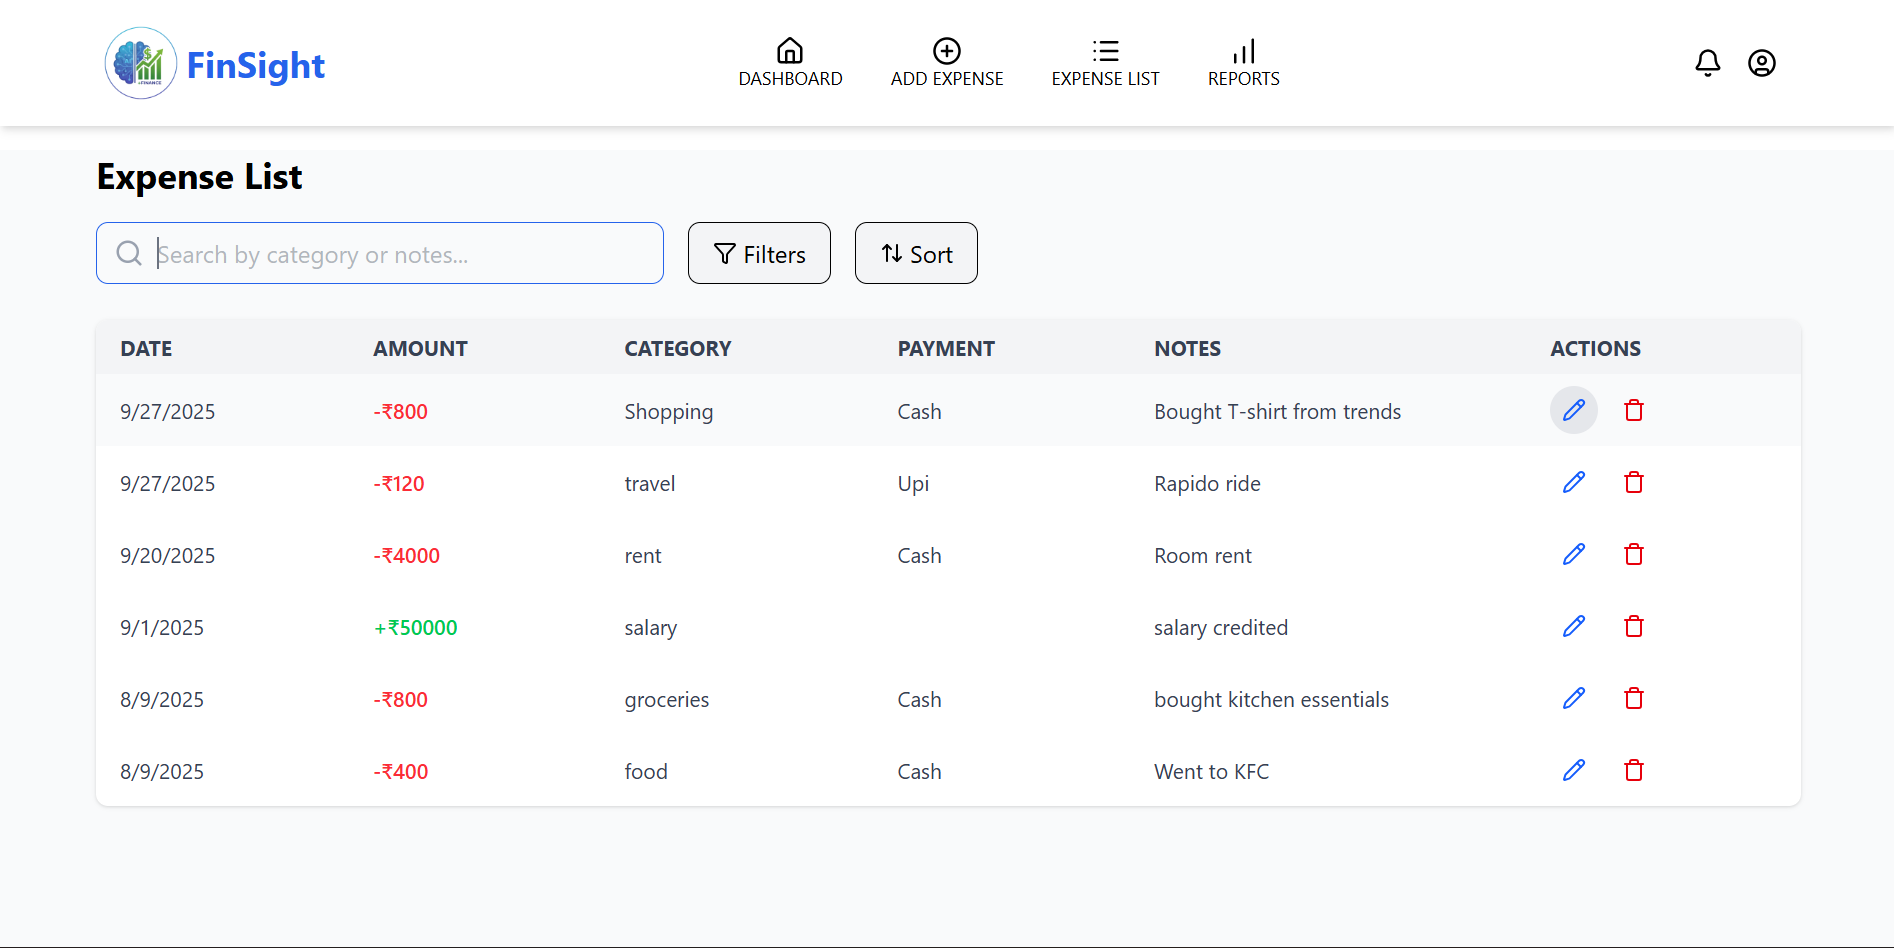 FinSight
DASHBOARD
ADD EXPENSE
EXPENSE LIST
REPORTS
Expense List
Search by category or notes...
Filters
Sort
DATE AMOUNT CATEGORY PAYMENT NOTES ACTIONS
9/27/2025 -₹800 Shopping Cash Bought T-shirt from trends
9/27/2025 -₹120 travel Upi Rapido ride
9/20/2025 -₹4000 rent Cash Room rent
9/1/2025 +₹50000 salary salary credited
8/9/2025 -₹800 groceries Cash bought kitchen essentials
8/9/2025 -₹400 food Cash Went to KFC